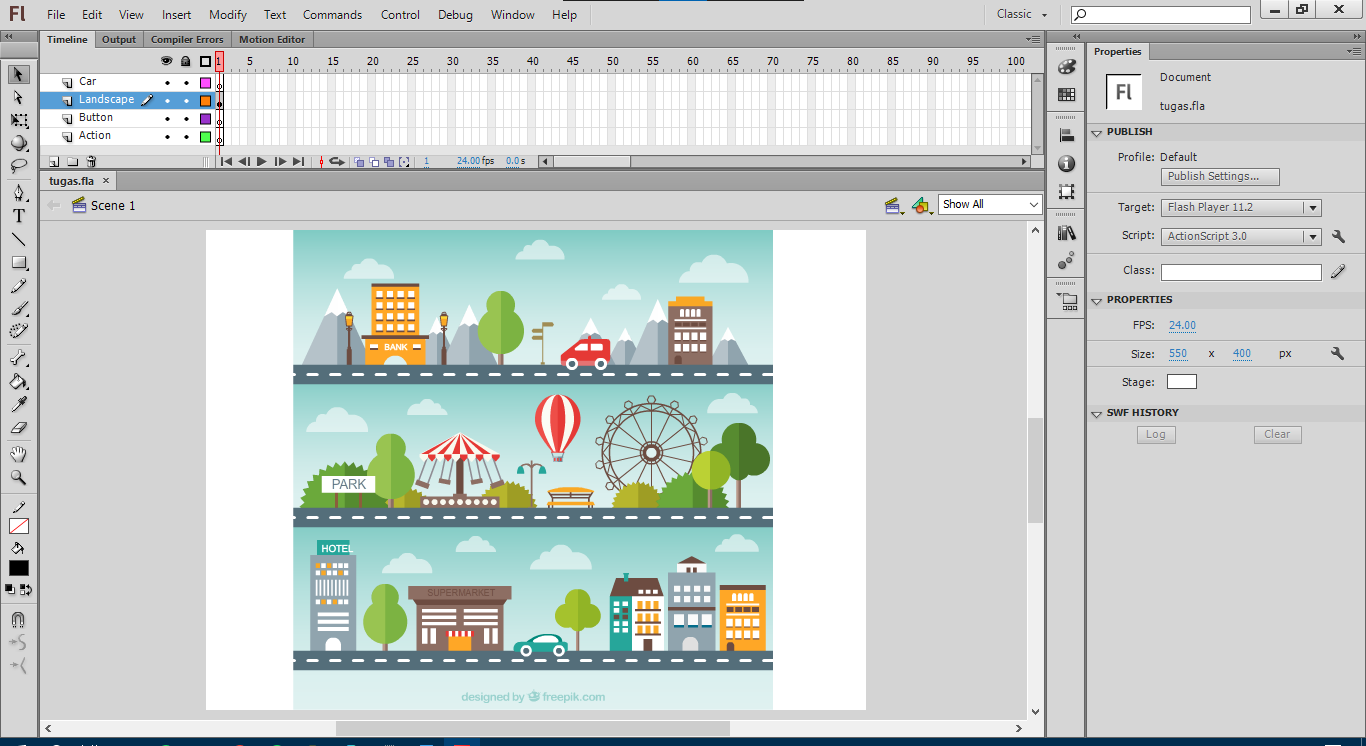 Fl File Edit View Insert Modify Text Commands Control Debug Window Help Classic
Timeline Output Compiler Errors Motion Editor
1 5 10 15 20 25 30 35 40 45 50 55 60 65 70 75 80 85 90 95 100
Car
Landscape
Button
Action
1 24.00 fps 0.0 s
tugas.fla
Scene 1
Show All
BANK
PARK
HOTEL
SUPERMARKET
designed by freepik.com
Properties
Fl
Document
tugas.fla
PUBLISH
Profile: Default
Publish Settings...
Target: Flash Player 11.2
Script: ActionScript 3.0
Class:
PROPERTIES
FPS: 24.00
Size: 550 x 400 px
Stage:
SWF HISTORY
Log Clear